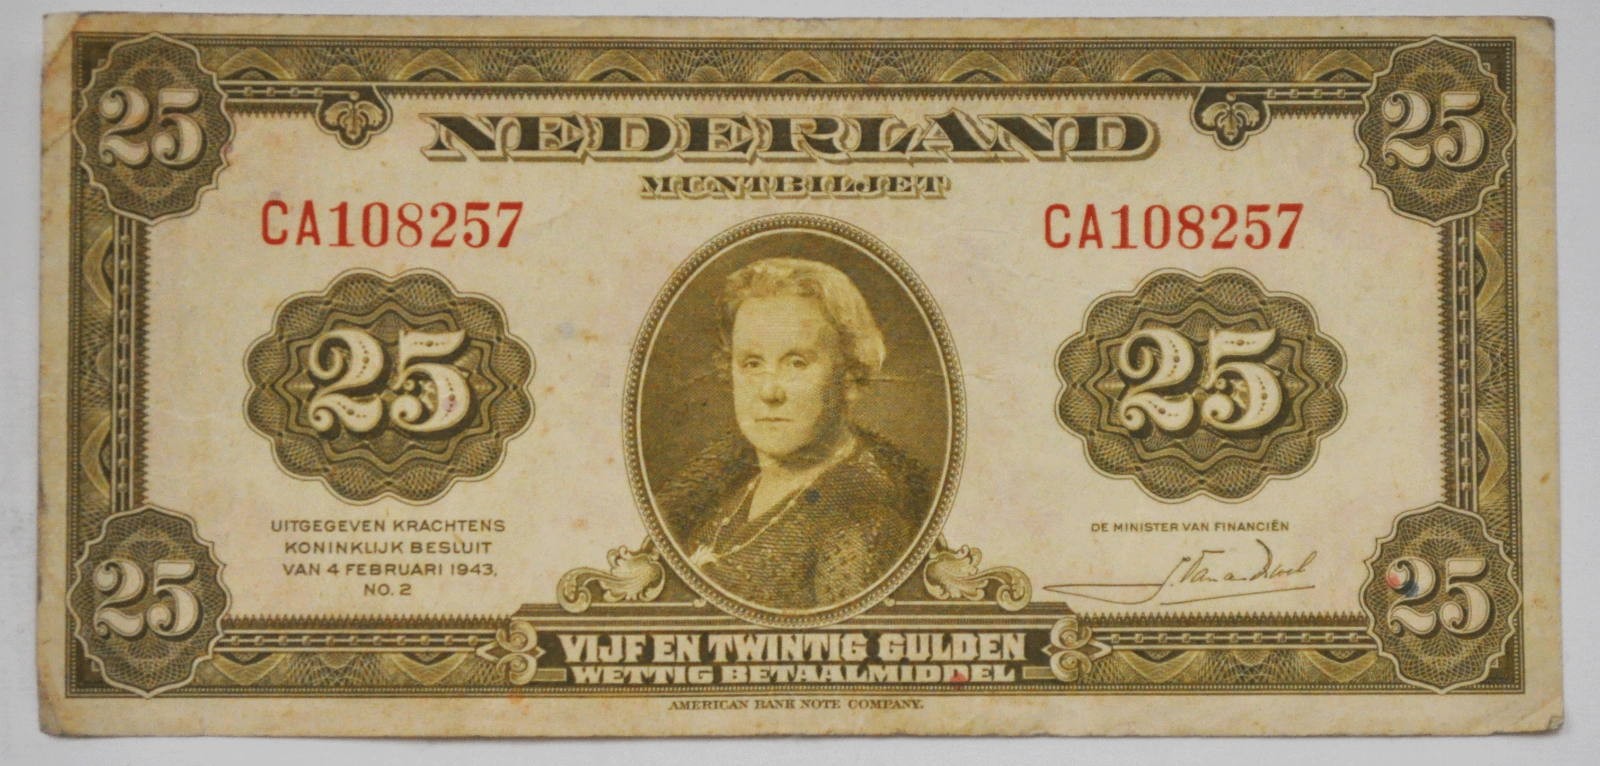 25 25
NEDERLAND
MUNTBILJET
CA108257 CA108257
25 25
UITGEGEVEN KRACHTENS
KONINKLIJK BESLUIT
VAN 4 FEBRUARI 1943,
NO. 2
DE MINISTER VAN FINANCIËN
25 25
VIJF EN TWINTIG GULDEN
WETTIG BETAALMIDDEL
AMERICAN BANK NOTE COMPANY.